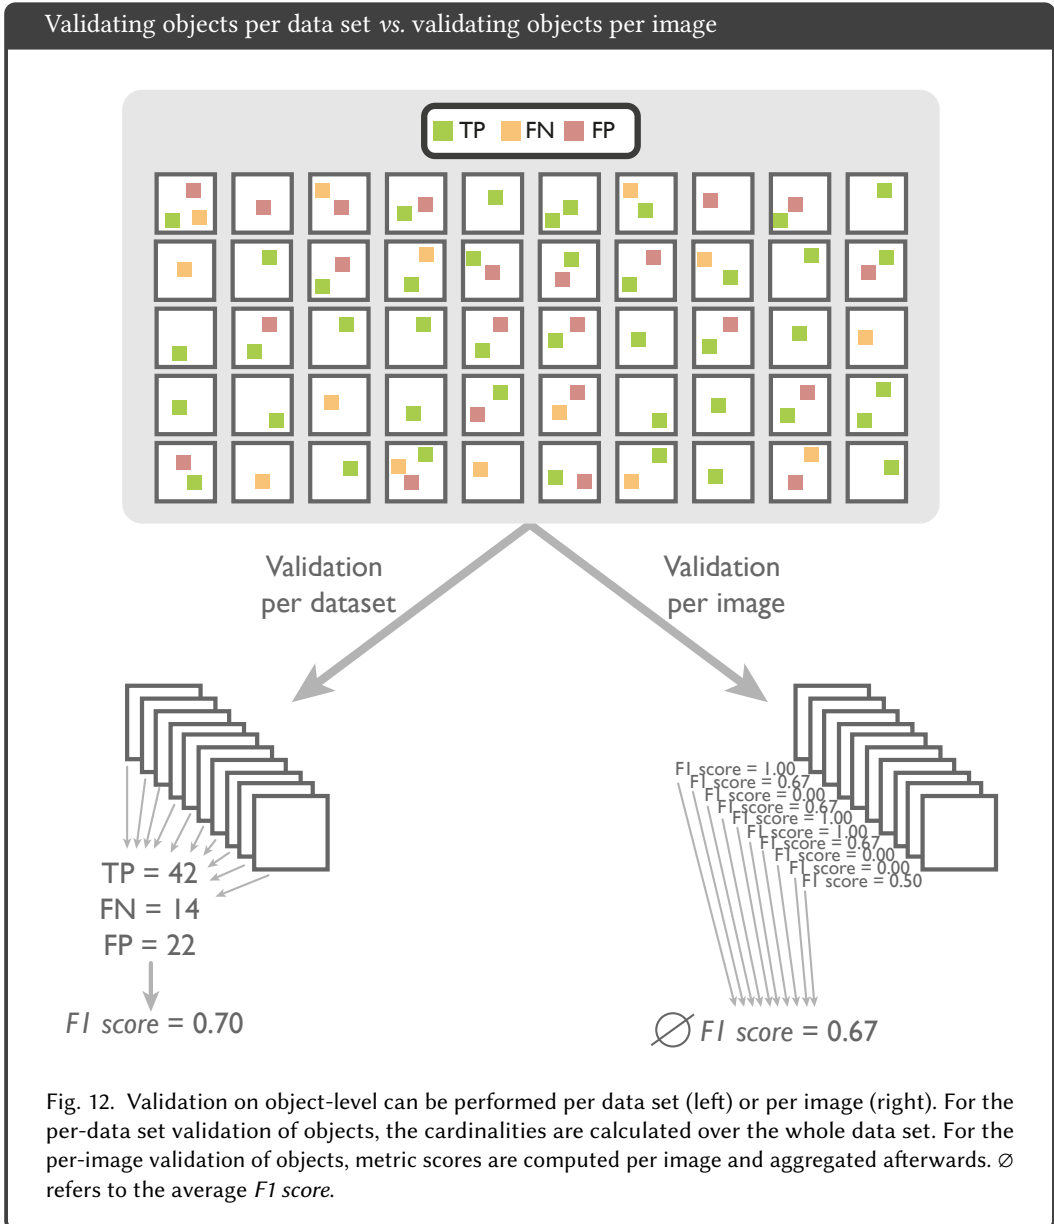 Validating objects per data set vs. validating objects per image
TP FN FP
Validation
per dataset
Validation
per image
TP = 42
FN = 14
FP = 22
F1 score = 0.70
F1 score = 1.00
F1 score = 0.67
F1 score = 0.00
F1 score = 0.67
F1 score = 1.00
F1 score = 1.00
F1 score = 0.67
F1 score = 0.00
F1 score = 0.00
F1 score = 0.50
∅ F1 score = 0.67
Fig. 12. Validation on object-level can be performed per data set (left) or per image (right). For the
per-data set validation of objects, the cardinalities are calculated over the whole data set. For the
per-image validation of objects, metric scores are computed per image and aggregated afterwards. ∅
refers to the average F1 score.